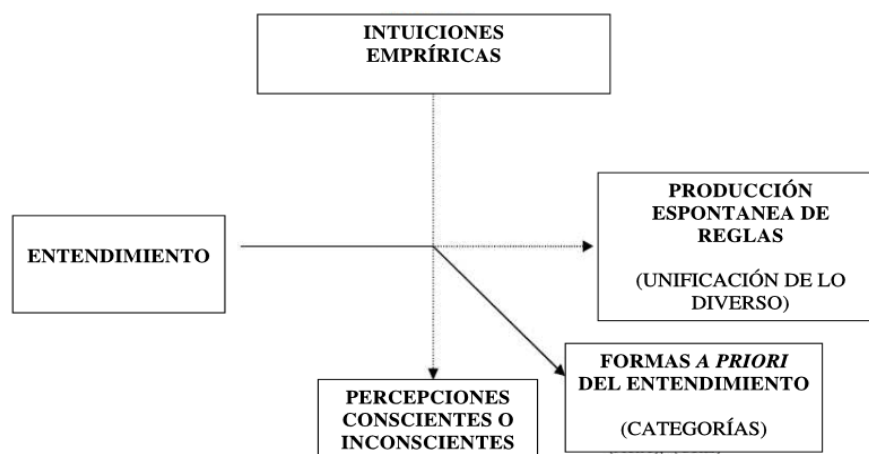 INTUICIONES
EMPRÍRICAS
PRODUCCIÓN
ESPONTANEA DE
REGLAS
(UNIFICACIÓN DE LO
DIVERSO)
ENTENDIMIENTO
FORMAS A PRIORI
DEL ENTENDIMIENTO
(CATEGORÍAS)
PERCEPCIONES
CONSCIENTES O
INCONSCIENTES